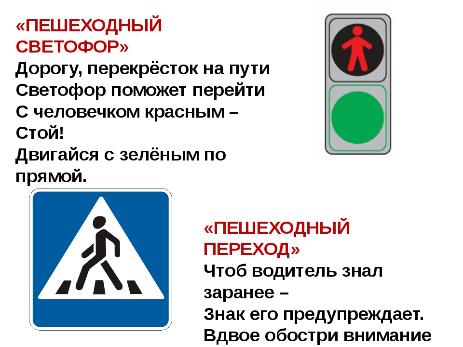 «ПЕШЕХОДНЫЙ
СВЕТОФОР»
Дорогу, перекрёсток на пути
Светофор поможет перейти
С человечком красным –
Стой!
Двигайся с зелёным по
прямой.
«ПЕШЕХОДНЫЙ
ПЕРЕХОД»
Чтоб водитель знал
заранее –
Знак его предупреждает.
Вдвое обостри внимание